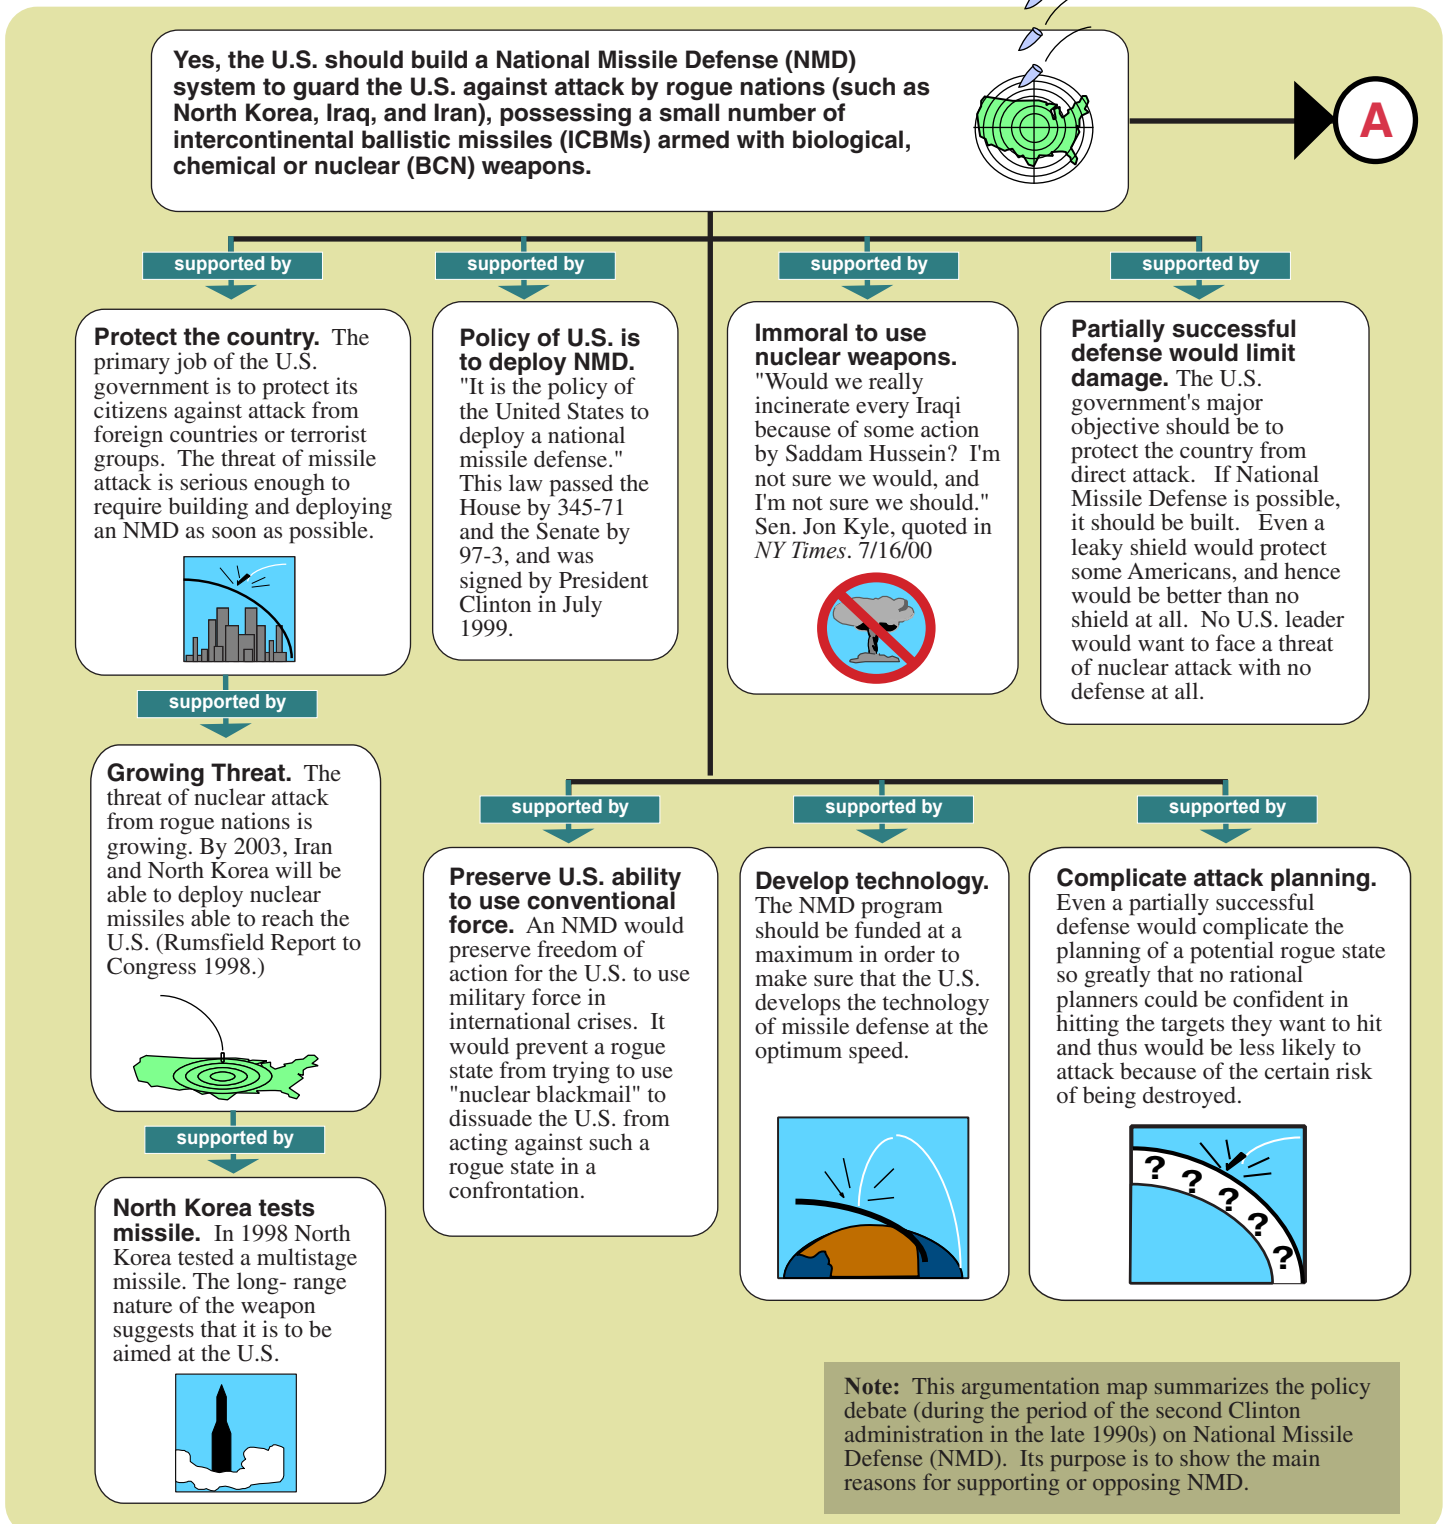 Yes, the U.S. should build a National Missile Defense (NMD)
system to guard the U.S. against attack by rogue nations (such as
North Korea, Iraq, and Iran), possessing a small number of
intercontinental ballistic missiles (ICBMs) armed with biological,
chemical or nuclear (BCN) weapons.
A
supported by
supported by
supported by
supported by
Protect the country. The
primary job of the U.S.
government is to protect its
citizens against attack from
foreign countries or terrorist
groups. The threat of missile
attack is serious enough to
require building and deploying
an NMD as soon as possible.
Policy of U.S. is
to deploy NMD.
"It is the policy of
the United States to
deploy a national
missile defense."
This law passed the
House by 345-71
and the Senate by
97-3, and was
signed by President
Clinton in July
1999.
Immoral to use
nuclear weapons.
"Would we really
incinerate every Iraqi
because of some action
by Saddam Hussein? I'm
not sure we would, and
I'm not sure we should."
Sen. Jon Kyle, quoted in
NY Times. 7/16/00
Partially successful
defense would limit
damage. The U.S.
government's major
objective should be to
protect the country from
direct attack. If National
Missile Defense is possible,
it should be built. Even a
leaky shield would protect
some Americans, and hence
would be better than no
shield at all. No U.S. leader
would want to face a threat
of nuclear attack with no
defense at all.
supported by
Growing Threat. The
threat of nuclear attack
from rogue nations is
growing. By 2003, Iran
and North Korea will be
able to deploy nuclear
missiles able to reach the
U.S. (Rumsfield Report to
Congress 1998.)
supported by
North Korea tests
missile. In 1998 North
Korea tested a multistage
missile. The long- range
nature of the weapon
suggests that it is to be
aimed at the U.S.
supported by
supported by
supported by
Preserve U.S. ability
to use conventional
force. An NMD would
preserve freedom of
action for the U.S. to use
military force in
international crises. It
would prevent a rogue
state from trying to use
"nuclear blackmail" to
dissuade the U.S. from
acting against such a
rogue state in a
confrontation.
Develop technology.
The NMD program
should be funded at a
maximum in order to
make sure that the U.S.
develops the technology
of missile defense at the
optimum speed.
Complicate attack planning.
Even a partially successful
defense would complicate the
planning of a potential rogue state
so greatly that no rational
planners could be confident in
hitting the targets they want to hit
and thus would be less likely to
attack because of the certain risk
of being destroyed.
? ? ? ? ?
Note: This argumentation map summarizes the policy
debate (during the period of the second Clinton
administration in the late 1990s) on National Missile
Defense (NMD). Its purpose is to show the main
reasons for supporting or opposing NMD.